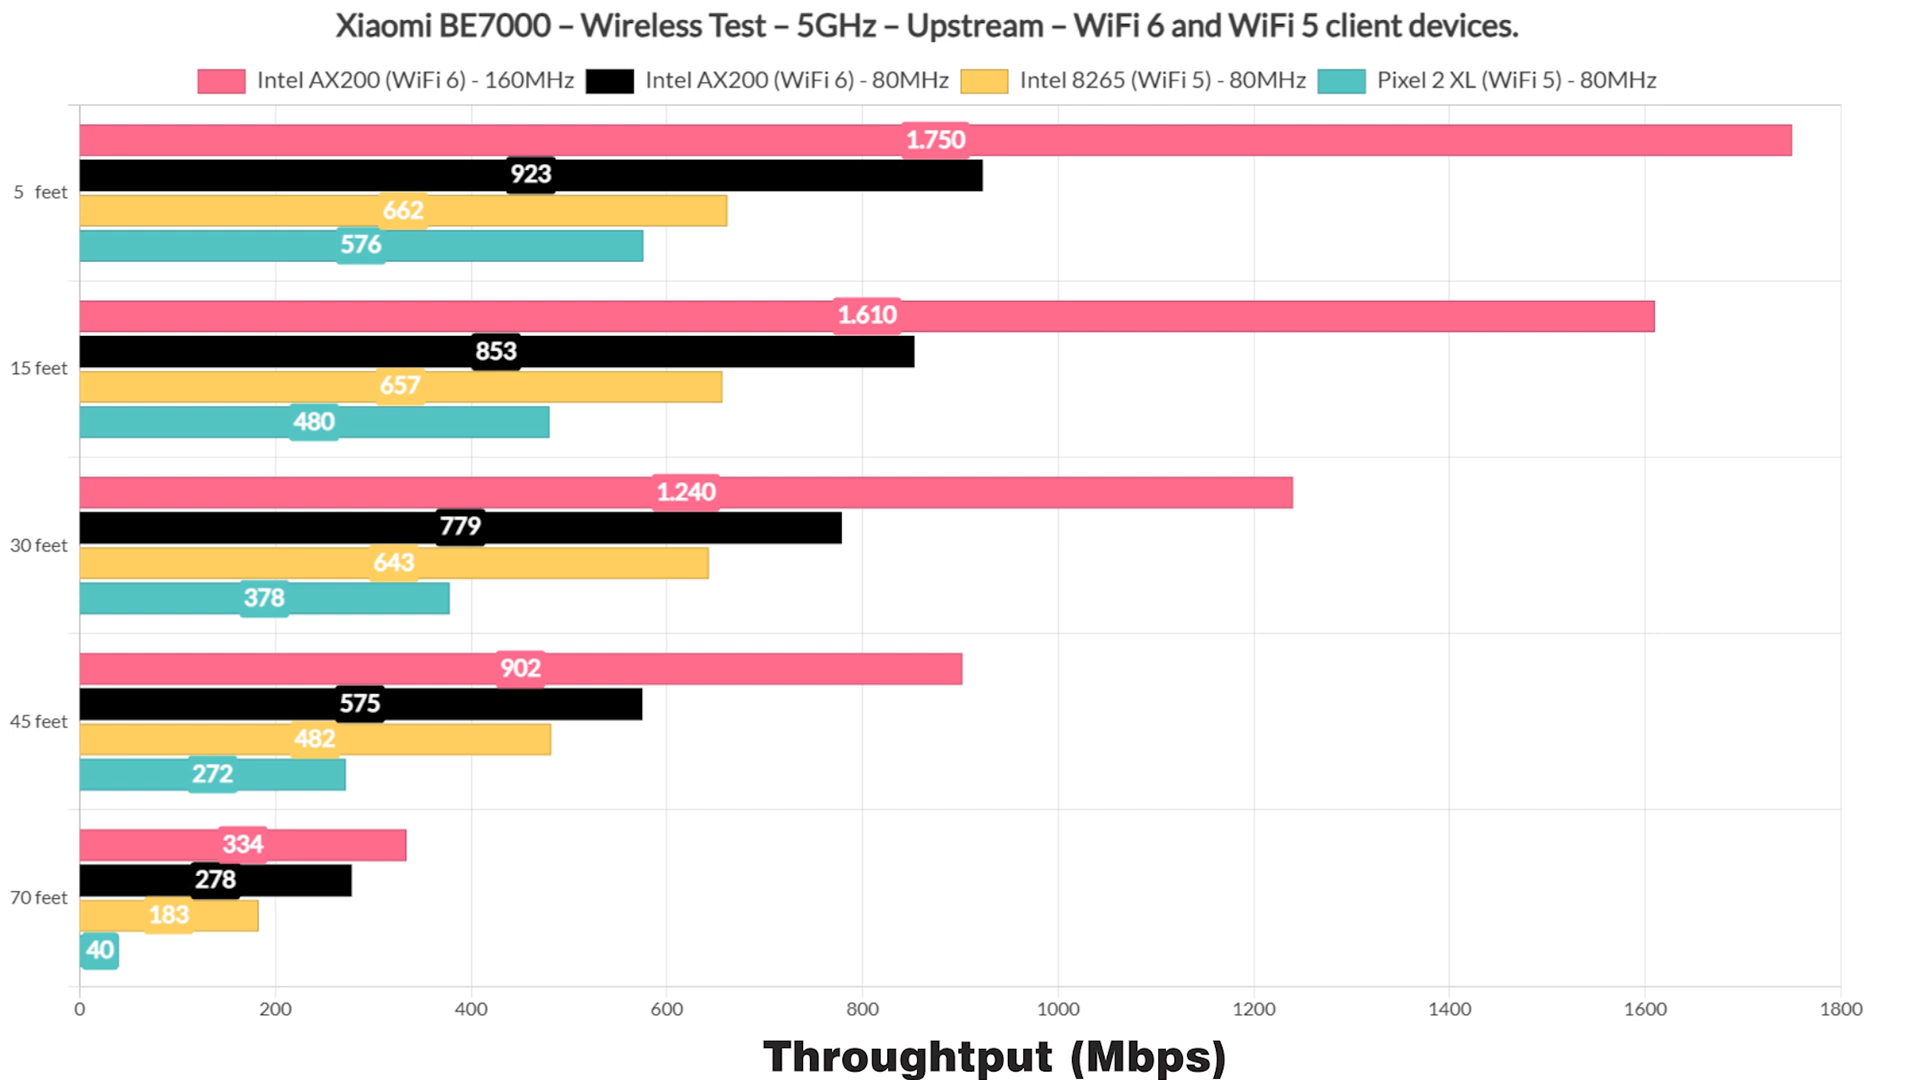 Xiaomi BE7000 – Wireless Test – 5GHz – Upstream – WiFi 6 and WiFi 5 client devices.
Intel AX200 (WiFi 6) - 160MHz Intel AX200 (WiFi 6) - 80MHz Intel 8265 (WiFi 5) - 80MHz Pixel 2 XL (WiFi 5) - 80MHz
1.750
923
5 feet
662
576
1.610
853
15 feet
657
480
1.240
779
30 feet
643
378
902
575
45 feet
482
272
334
278
70 feet
183
40
0 200 400 600 800 1000 1200 1400 1600 1800
Throughtput (Mbps)